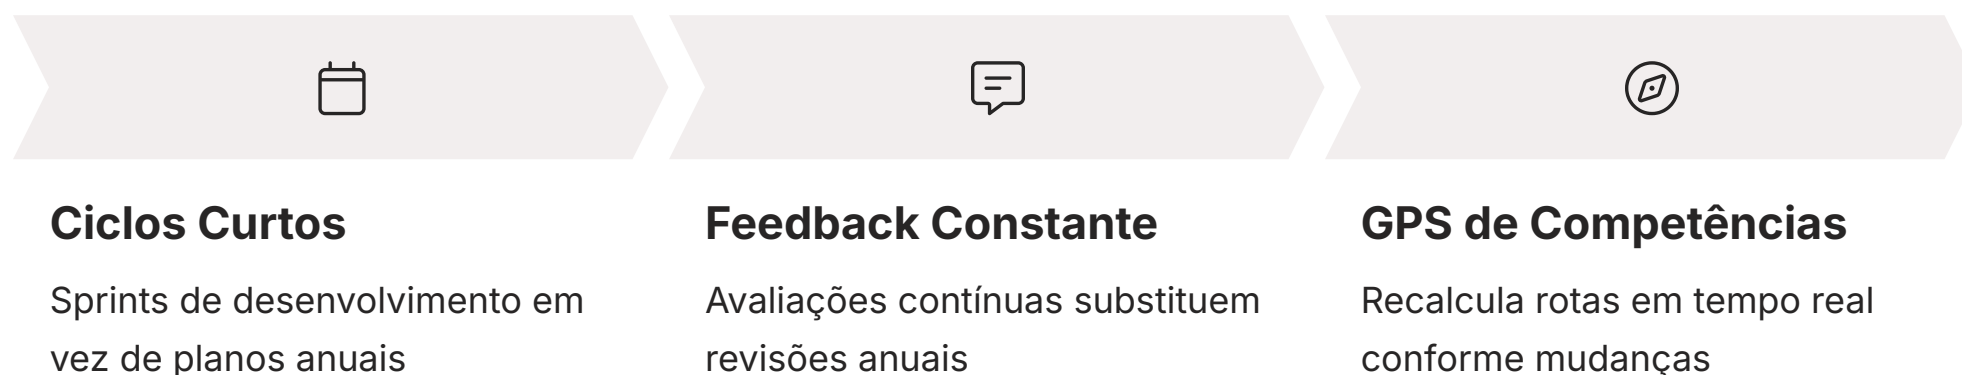 Ciclos Curtos
Sprints de desenvolvimento em
vez de planos anuais
Feedback Constante
Avaliações contínuas substituem
revisões anuais
GPS de Competências
Recalcula rotas em tempo real
conforme mudanças